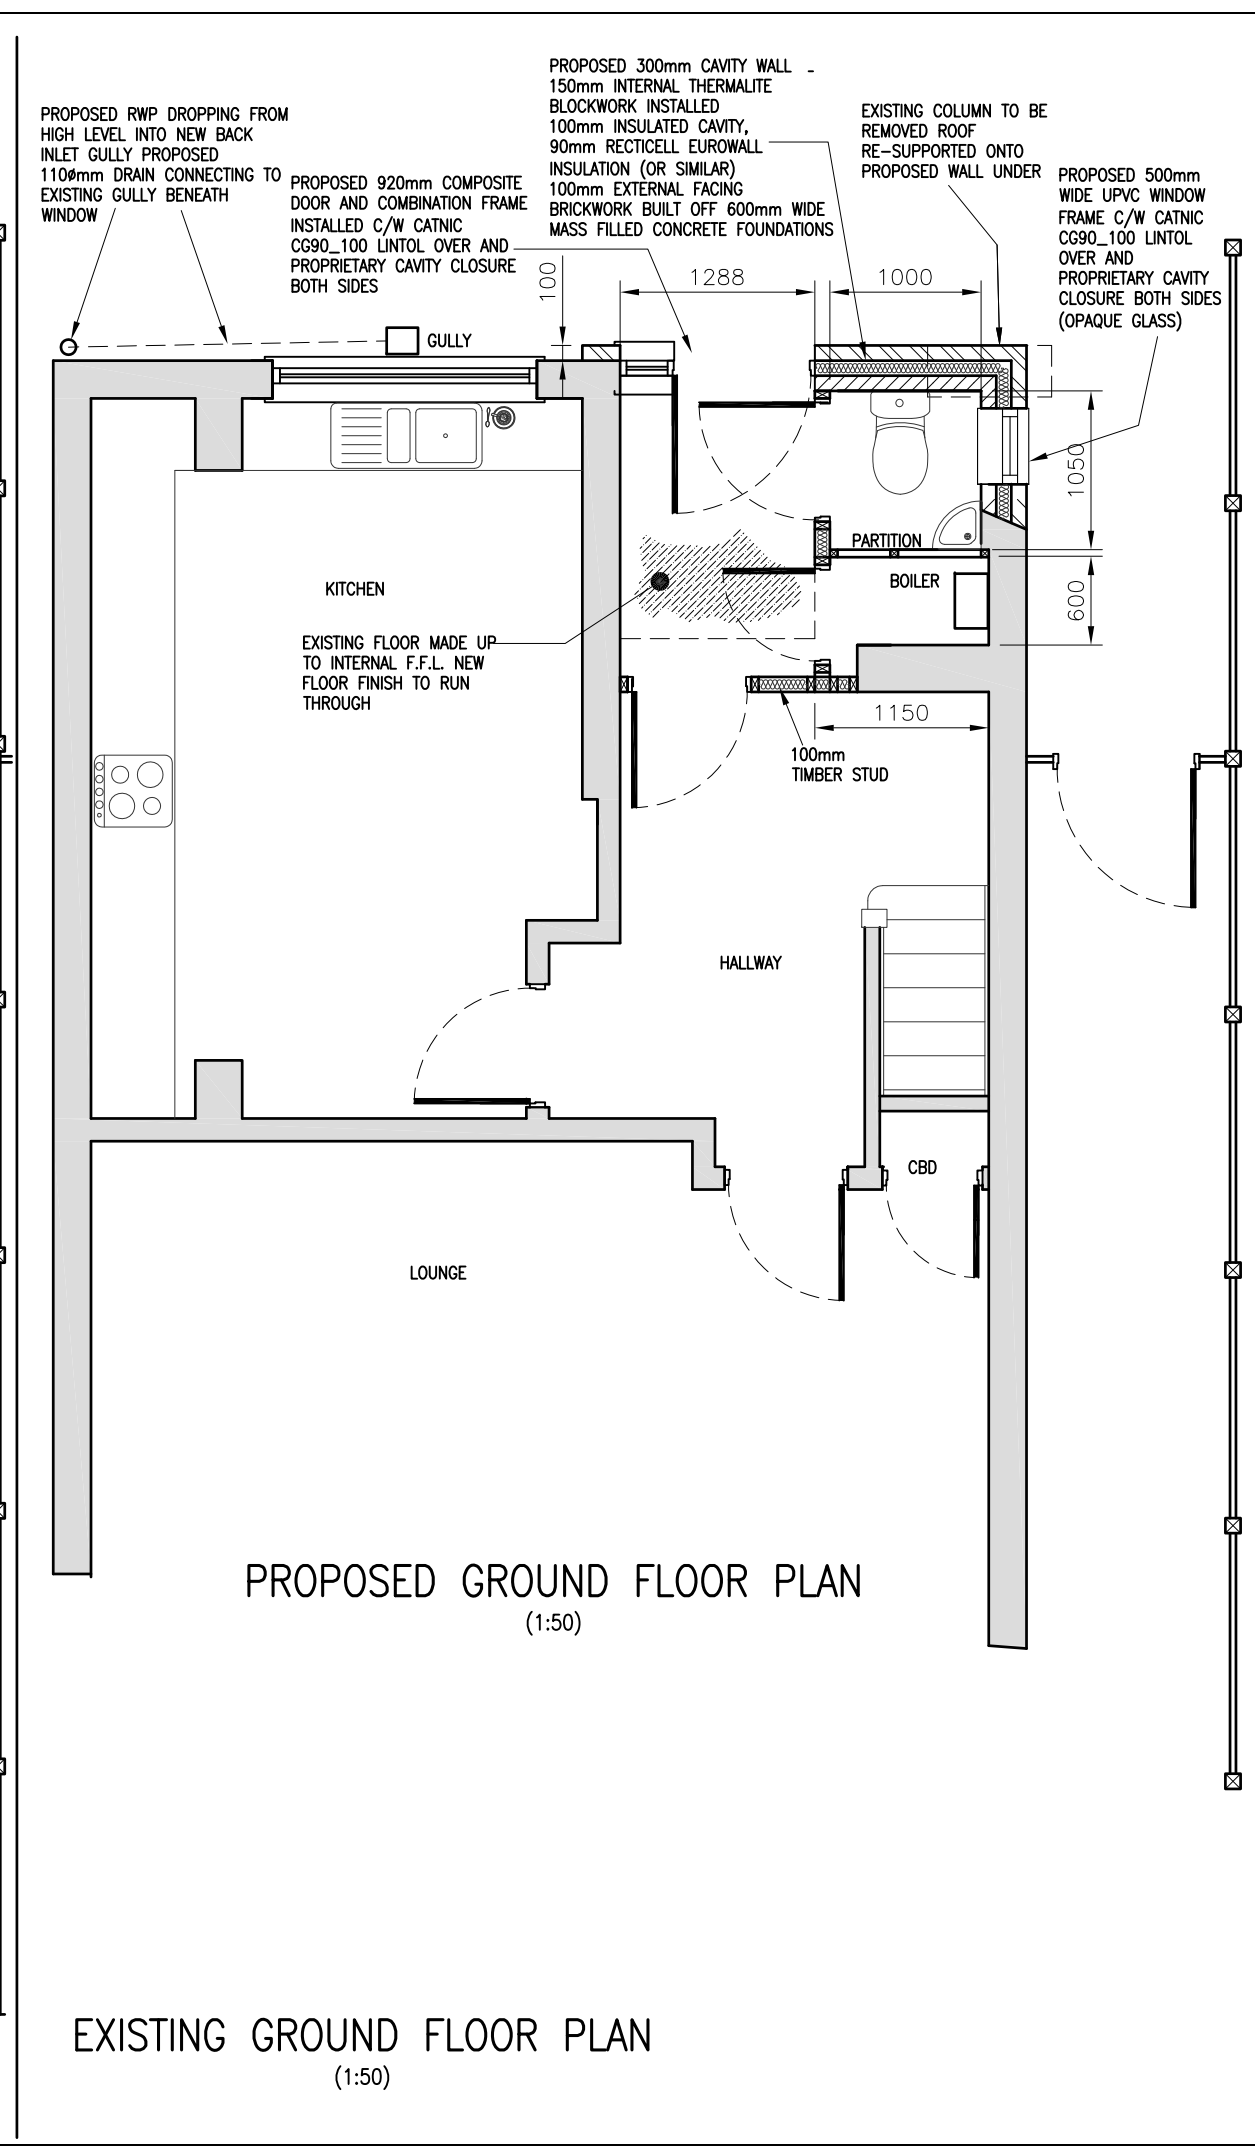 PROPOSED RWP DROPPING FROM
HIGH LEVEL INTO NEW BACK
INLET GULLY PROPOSED
110ømm DRAIN CONNECTING TO
EXISTING GULLY BENEATH
WINDOW
PROPOSED 920mm COMPOSITE
DOOR AND COMBINATION FRAME
INSTALLED C/W CATNIC
CG90_100 LINTOL OVER AND
PROPRIETARY CAVITY CLOSURE
BOTH SIDES
PROPOSED 300mm CAVITY WALL -
150mm INTERNAL THERMALITE
BLOCKWORK INSTALLED
100mm INSULATED CAVITY,
90mm RECTICELL EUROWALL
INSULATION (OR SIMILAR)
100mm EXTERNAL FACING
BRICKWORK BUILT OFF 600mm WIDE
MASS FILLED CONCRETE FOUNDATIONS
EXISTING COLUMN TO BE
REMOVED ROOF
RE-SUPPORTED ONTO
PROPOSED WALL UNDER
PROPOSED 500mm
WIDE UPVC WINDOW
FRAME C/W CATNIC
CG90_100 LINTOL
OVER AND
PROPRIETARY CAVITY
CLOSURE BOTH SIDES
(OPAQUE GLASS)
100
1288
1000
GULLY
1050
PARTITION
BOILER
600
KITCHEN
EXISTING FLOOR MADE UP
TO INTERNAL F.F.L. NEW
FLOOR FINISH TO RUN
THROUGH
1150
100mm
TIMBER STUD
HALLWAY
CBD
LOUNGE
PROPOSED GROUND FLOOR PLAN
(1:50)
EXISTING GROUND FLOOR PLAN
(1:50)